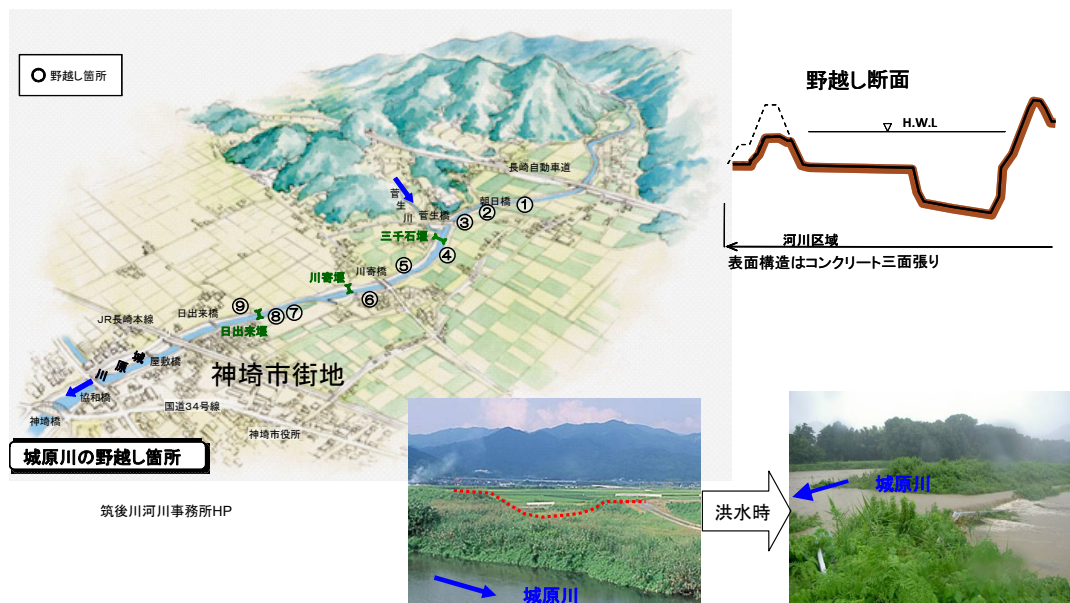 野越し箇所
長崎自動車道
菅生川
菅生橋
朝日橋
①
②
③
三千石堰
④
⑤
川寄橋
川寄堰
⑥
⑦
⑧
⑨
日出来橋
日出来堰
JR長崎本線
城原川
屋敷橋
神埼市街地
協和橋
国道34号線
神埼橋
神埼市役所
城原川の野越し箇所
筑後川河川事務所HP
野越し断面
H.W.L
河川区域
表面構造はコンクリート三面張り
城原川
洪水時
城原川